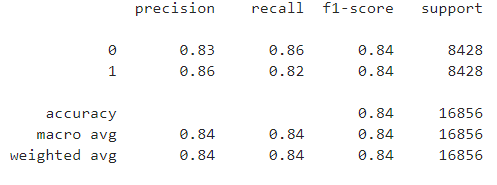 precision recall f1-score support
0 0.83 0.86 0.84 8428
1 0.86 0.82 0.84 8428
accuracy 0.84 16856
macro avg 0.84 0.84 0.84 16856
weighted avg 0.84 0.84 0.84 16856